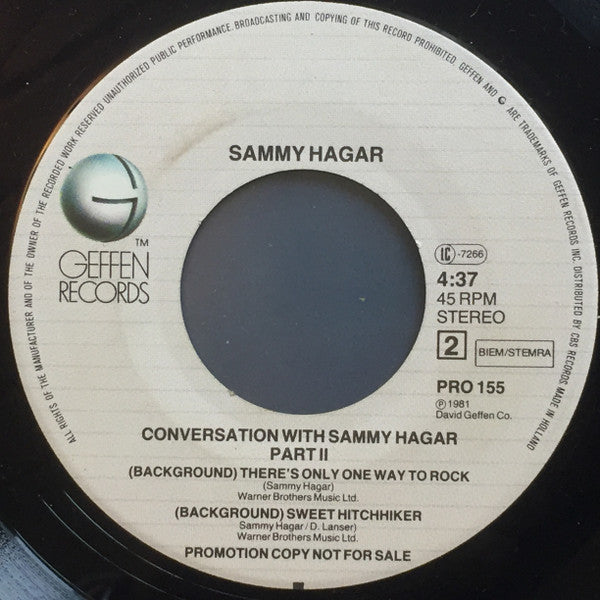 ALL RIGHTS OF THE MANUFACTURER AND OF THE OWNER OF THE RECORDED WORK RESERVED UNAUTHORIZED PUBLIC PERFORMANCE. BROADCASTING AND COPYING OF THIS RECORD PROHIBITED. GEFFEN AND G ARE TRADEMARKS OF GEFFEN RECORDS INC. DISTRIBUTED BY CBS RECORDS MADE IN HOLLAND
SAMMY HAGAR
G
TM
GEFFEN
RECORDS
LC -7266
4:37
45 RPM
STEREO
2 BIEM/STEMRA
PRO 155
℗ 1981
David Geffen Co.
CONVERSATION WITH SAMMY HAGAR
PART II
(BACKGROUND) THERE'S ONLY ONE WAY TO ROCK
(Sammy Hagar)
Warner Brothers Music Ltd.
(BACKGROUND) SWEET HITCHHIKER
Sammy Hagar/D. Lanser)
Warner Brothers Music Ltd.
PROMOTION COPY NOT FOR SALE